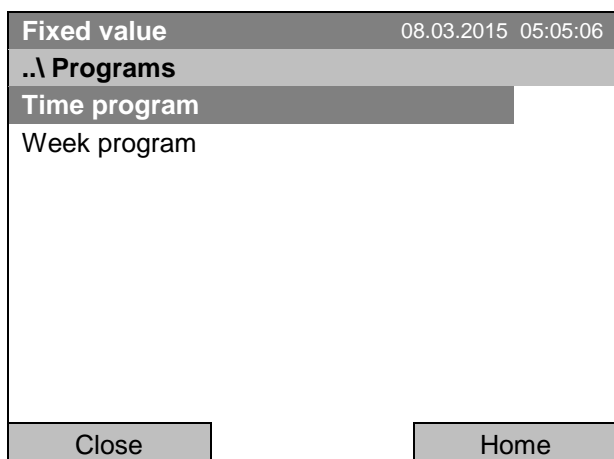 Fixed value 08.03.2015 05:05:06
..\ Programs
Time program
Week program
Close Home